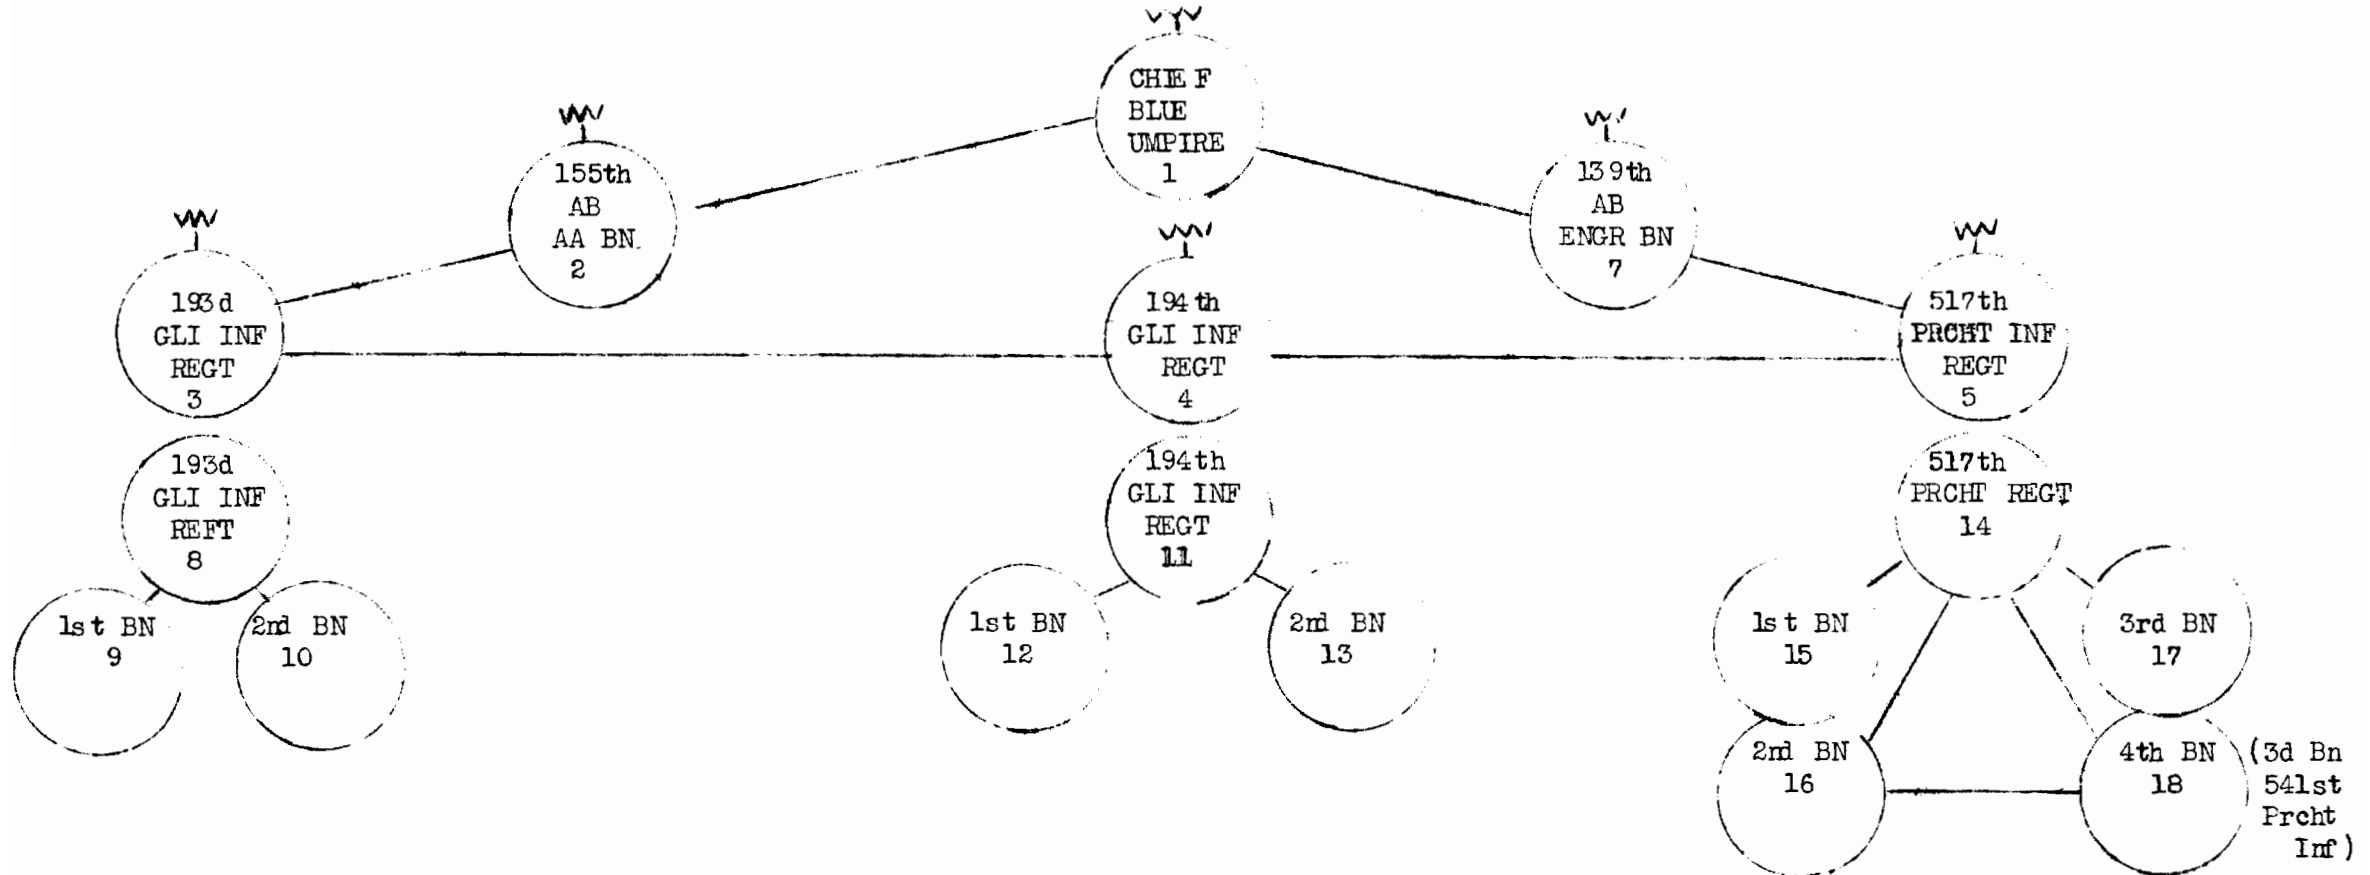 CHIEF
BLUE
UMPIRE
1
155th
AB
AA BN.
2
139th
AB
ENGR BN
7
193d
GLI INF
REGT
3
194th
GLI INF
REGT
4
517th
PRCHT INF
REGT
5
193d
GLI INF
REFT
8
194th
GLI INF
REGT
11
517th
PRCHT REGT
14
1st BN
9
2nd BN
10
1st BN
12
2nd BN
13
1st BN
15
3rd BN
17
2nd BN
16
4th BN
18
(3d Bn
541st
Prcht
Inf)